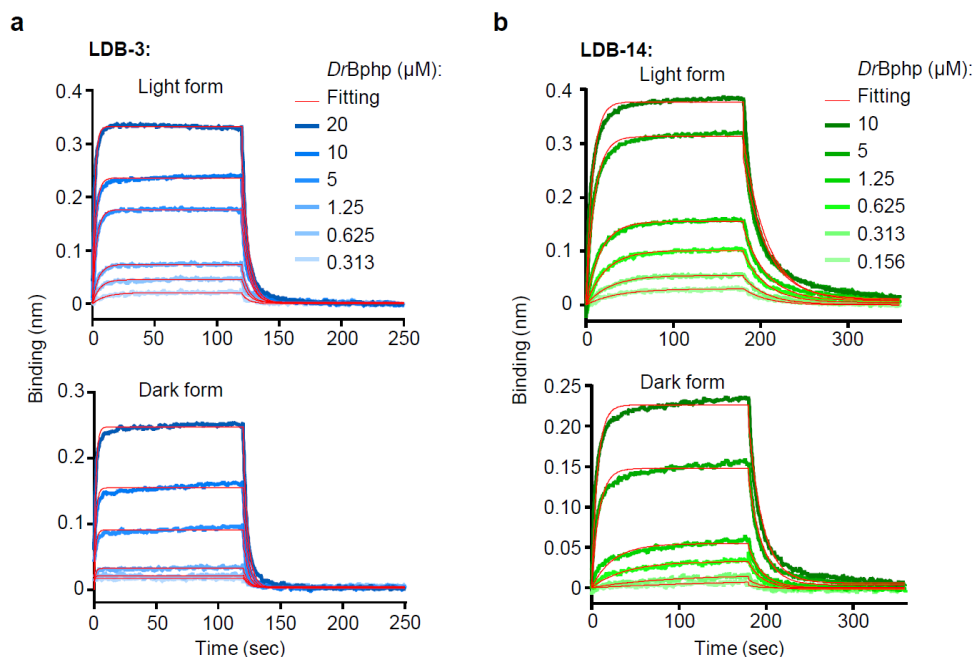 a
LDB-3:
Light form
DrBphp (µM):
Fitting
20
10
5
1.25
0.625
0.313
0.4
0.3
0.2
0.1
0
0 50 100 150 200 250
Dark form
0.3
0.2
0.1
0
0 50 100 150 200 250
Binding (nm)
Time (sec)
b
LDB-14:
Light form
DrBphp (µM):
Fitting
10
5
1.25
0.625
0.313
0.156
0.4
0.3
0.2
0.1
0
0 100 200 300
Dark form
0.25
0.20
0.15
0.10
0.05
0
0 100 200 300
Binding (nm)
Time (sec)